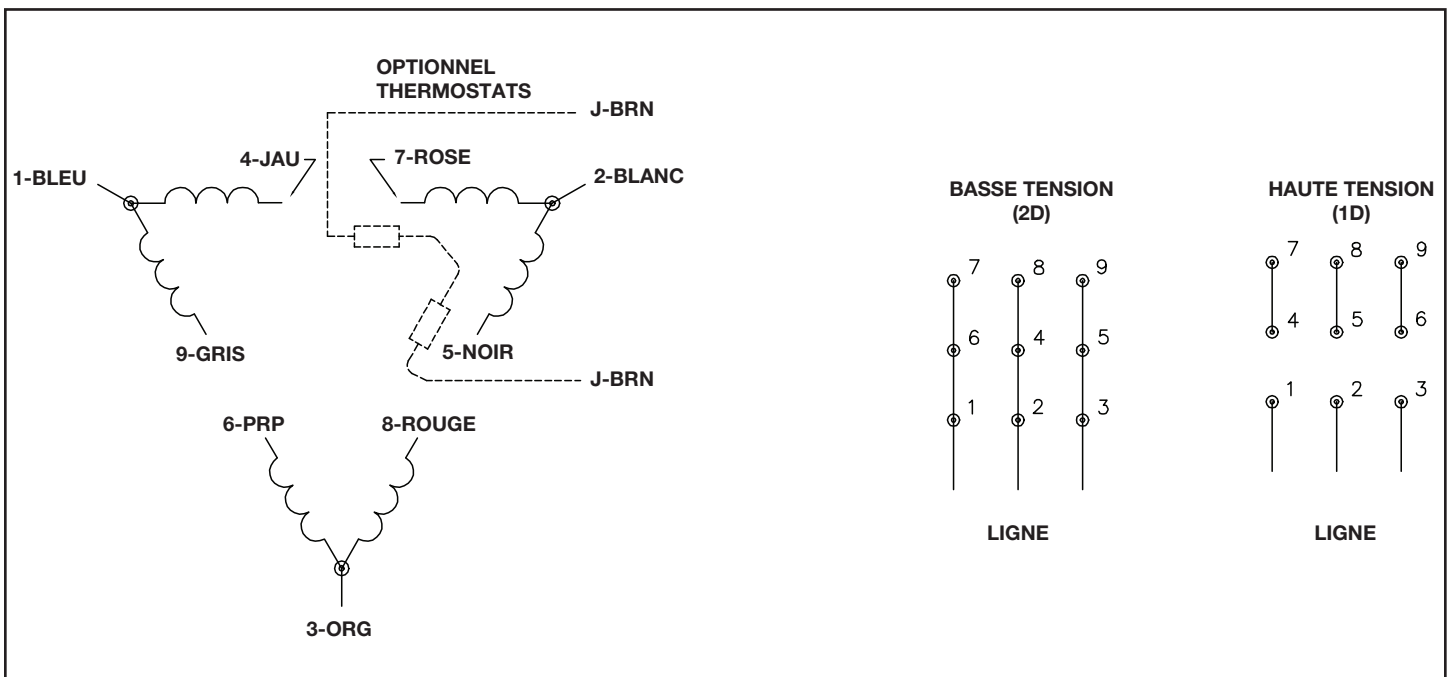 OPTIONNEL
THERMOSTATS
J-BRN
4-JAU
7-ROSE
1-BLEU
2-BLANC
9-GRIS
5-NOIR
J-BRN
6-PRP
8-ROUGE
3-ORG
BASSE TENSION
(2D)
7 8 9
6 4 5
1 2 3
LIGNE
HAUTE TENSION
(1D)
7 8 9
4 5 6
1 2 3
LIGNE